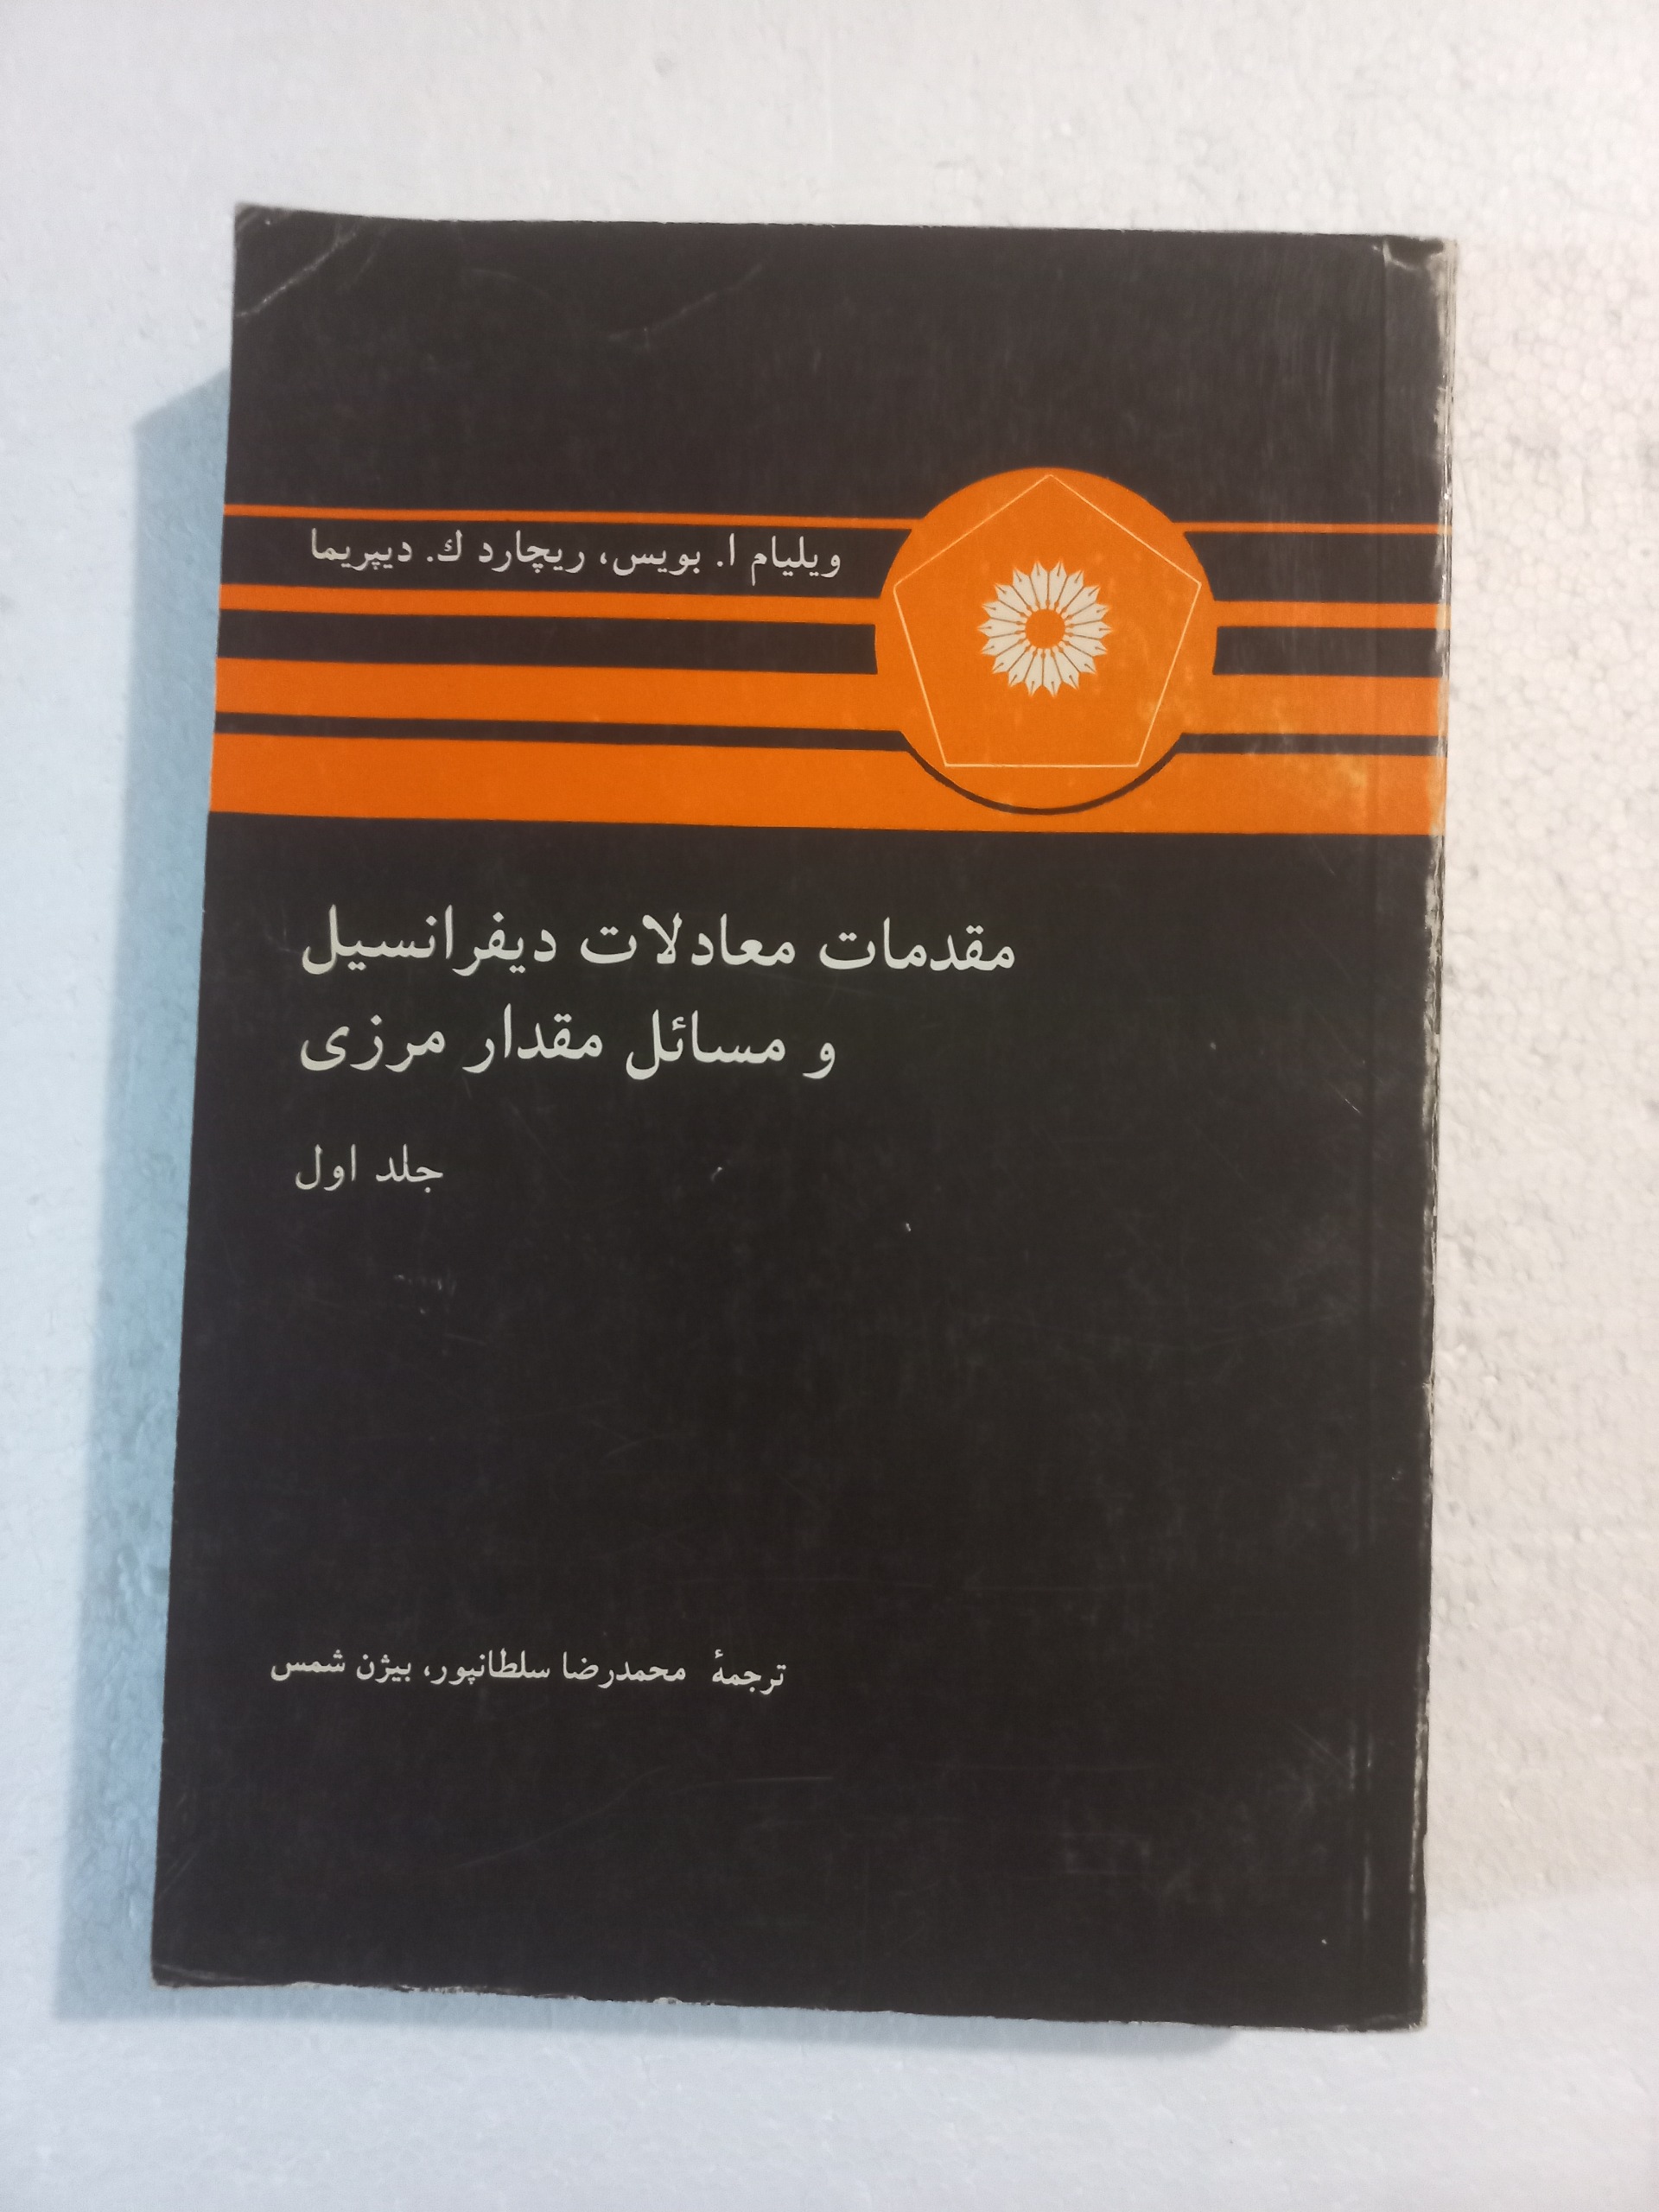 ویلیام ا. بویس، ریچارد ك. دیپریما
مقدمات معادلات دیفرانسیل
و مسائل مقدار مرزی
جلد اول
ترجمهٔ محمدرضا سلطانپور، بیژن شمس